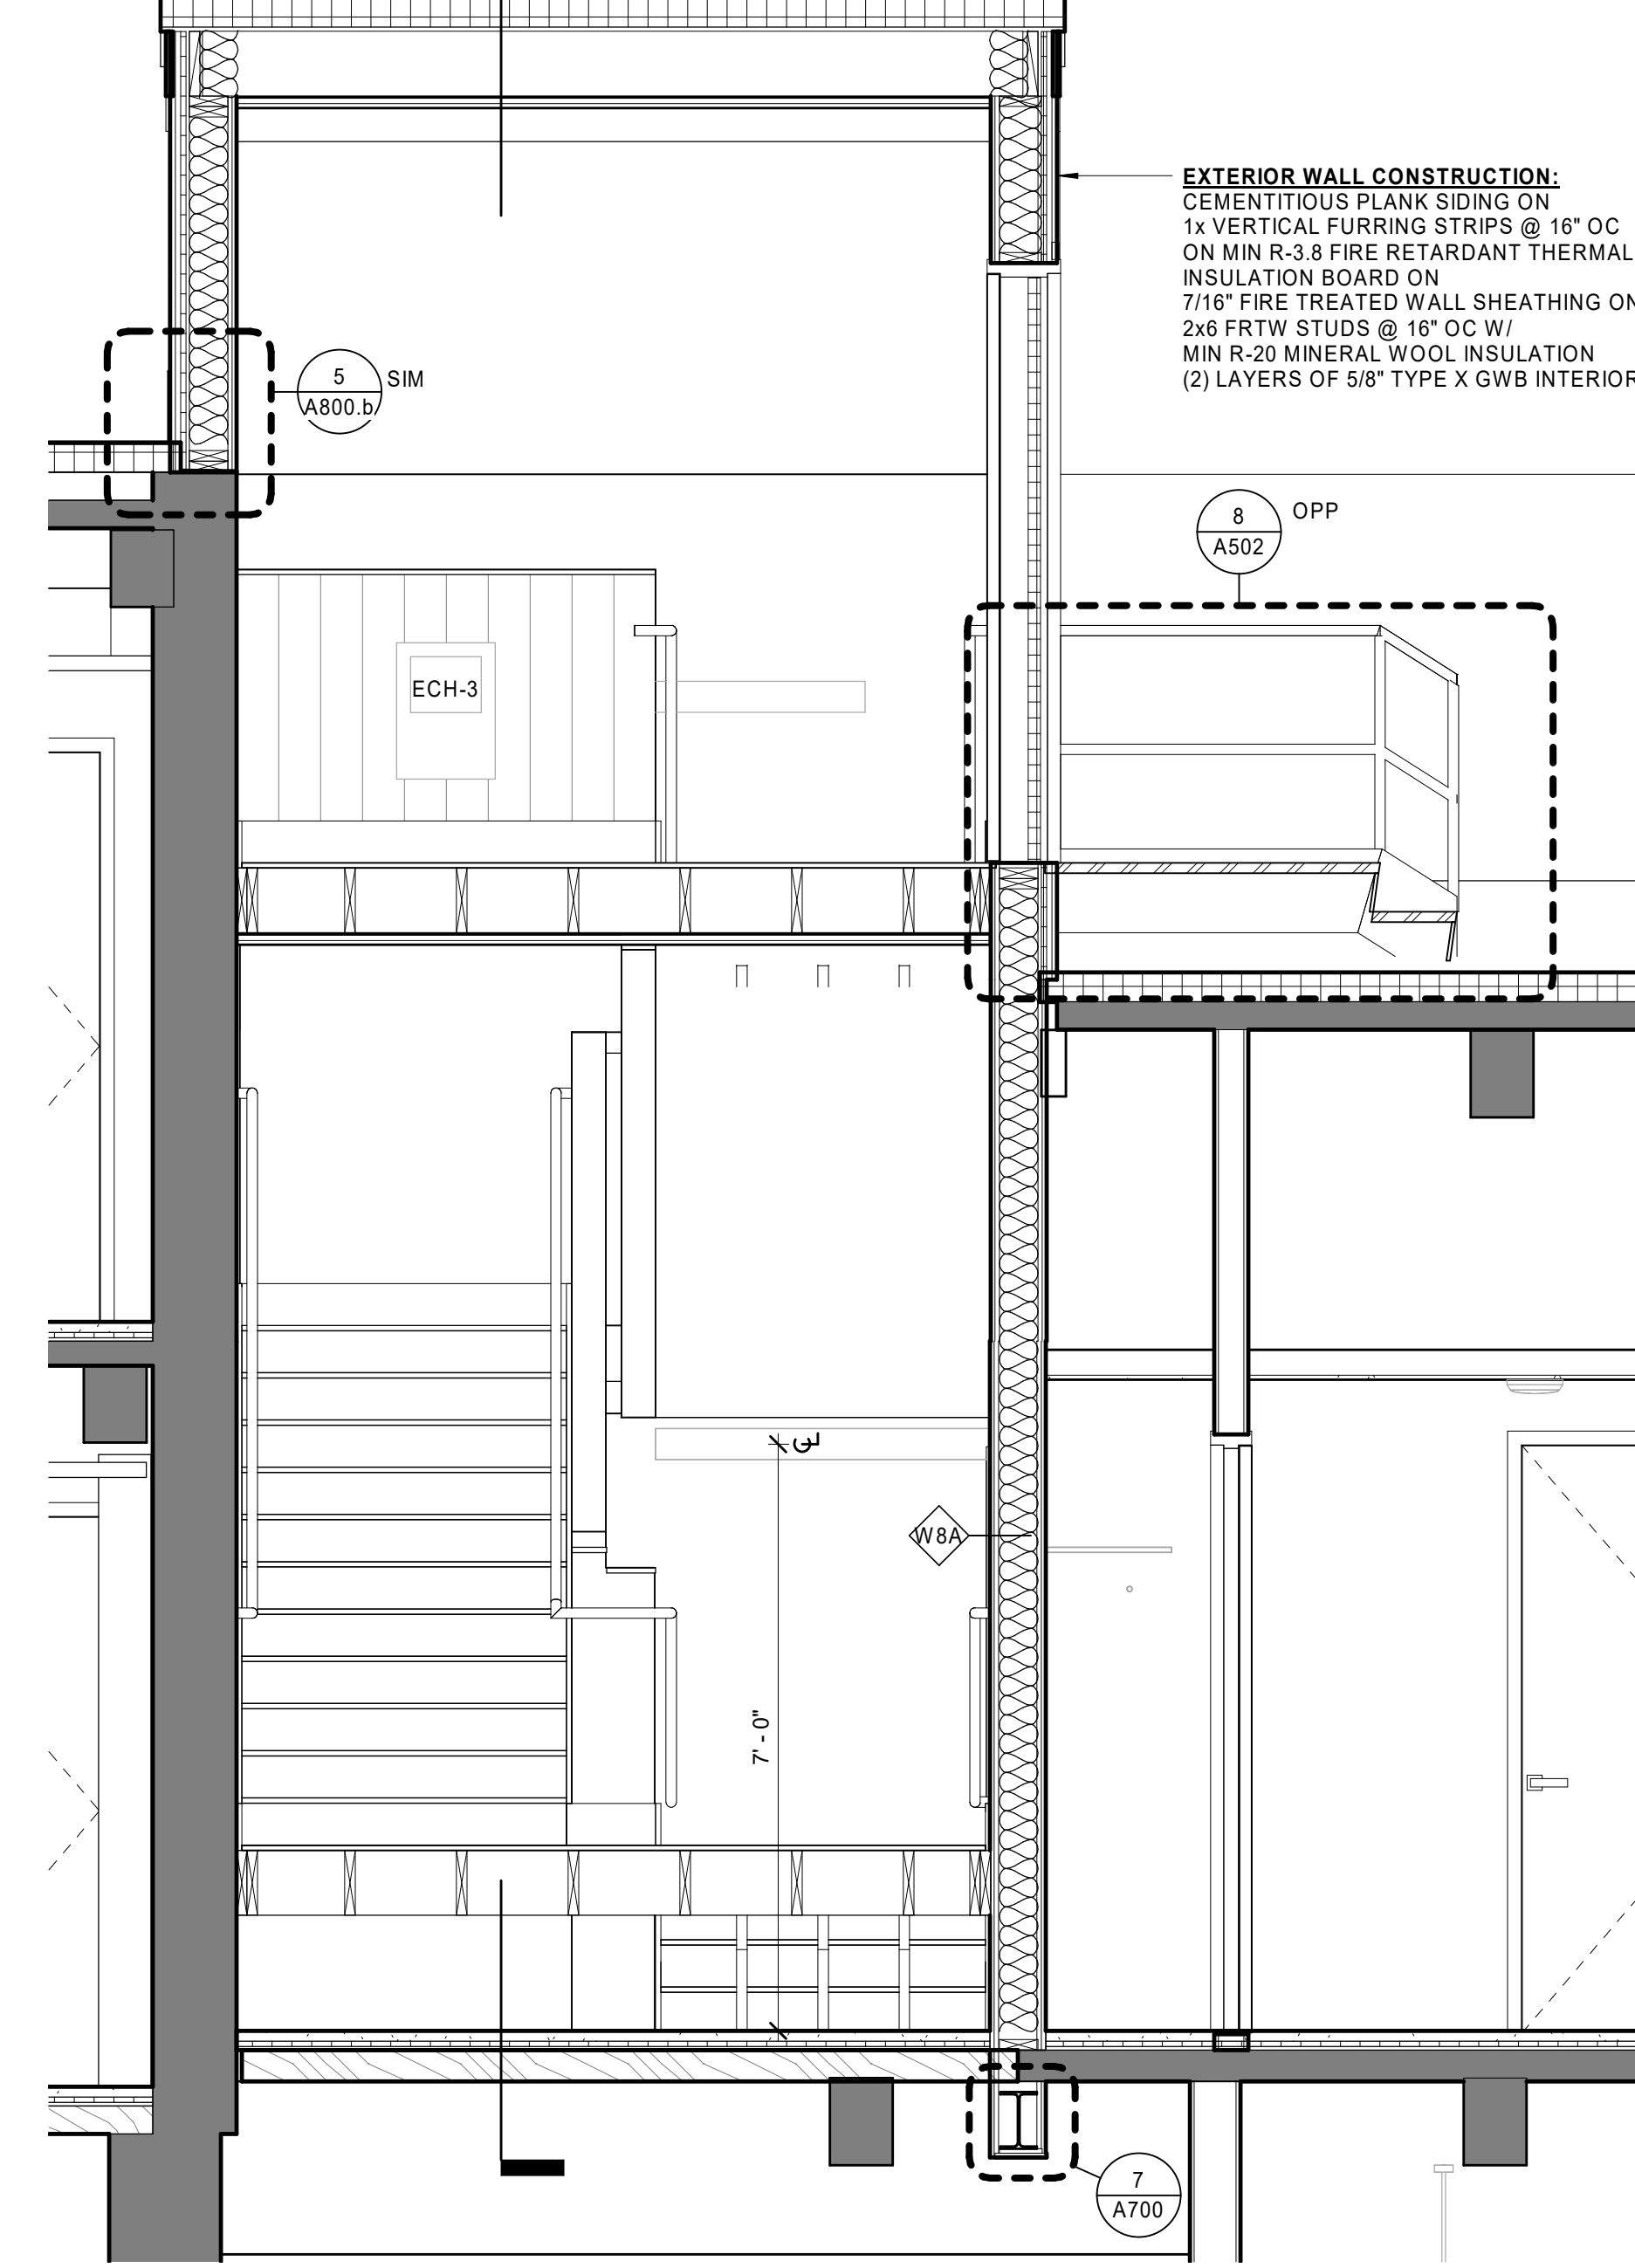 EXTERIOR WALL CONSTRUCTION:
CEMENTITIOUS PLANK SIDING ON
1x VERTICAL FURRING STRIPS @ 16" OC
ON MIN R-3.8 FIRE RETARDANT THERMAL
INSULATION BOARD ON
7/16" FIRE TREATED WALL SHEATHING ON
2x6 FRTW STUDS @ 16" OC W/
MIN R-20 MINERAL WOOL INSULATION
(2) LAYERS OF 5/8" TYPE X GWB INTERIOR
5
A800.b
SIM
8
A502
OPP
ECH-3
CL
W8A
7' - 0"
7
A700